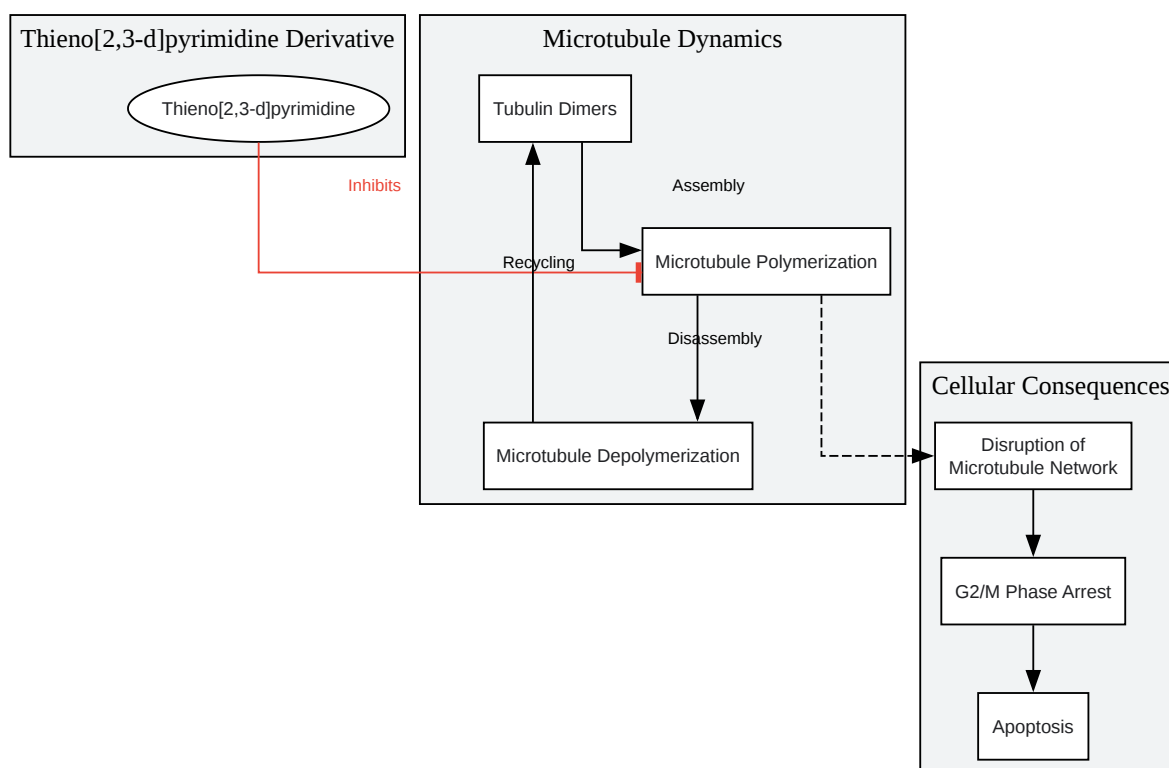 Thieno[2,3-d]pyrimidine Derivative
Thieno[2,3-d]pyrimidine
Inhibits
Microtubule Dynamics
Tubulin Dimers
Assembly
Recycling
Microtubule Polymerization
Disassembly
Microtubule Depolymerization
Cellular Consequences
Disruption of
Microtubule Network
G2/M Phase Arrest
Apoptosis